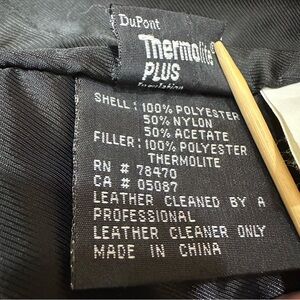 DuPont
Thermolite®
PLUS
Insulation
SHELL: 100% POLYESTER
50% NYLON
50% ACETATE
FILLER: 100% POLYESTER
THERMOLITE
RN # 78470
CA # 05087
LEATHER CLEANED BY A
PROFESSIONAL
LEATHER CLEANER ONLY
MADE IN CHINA